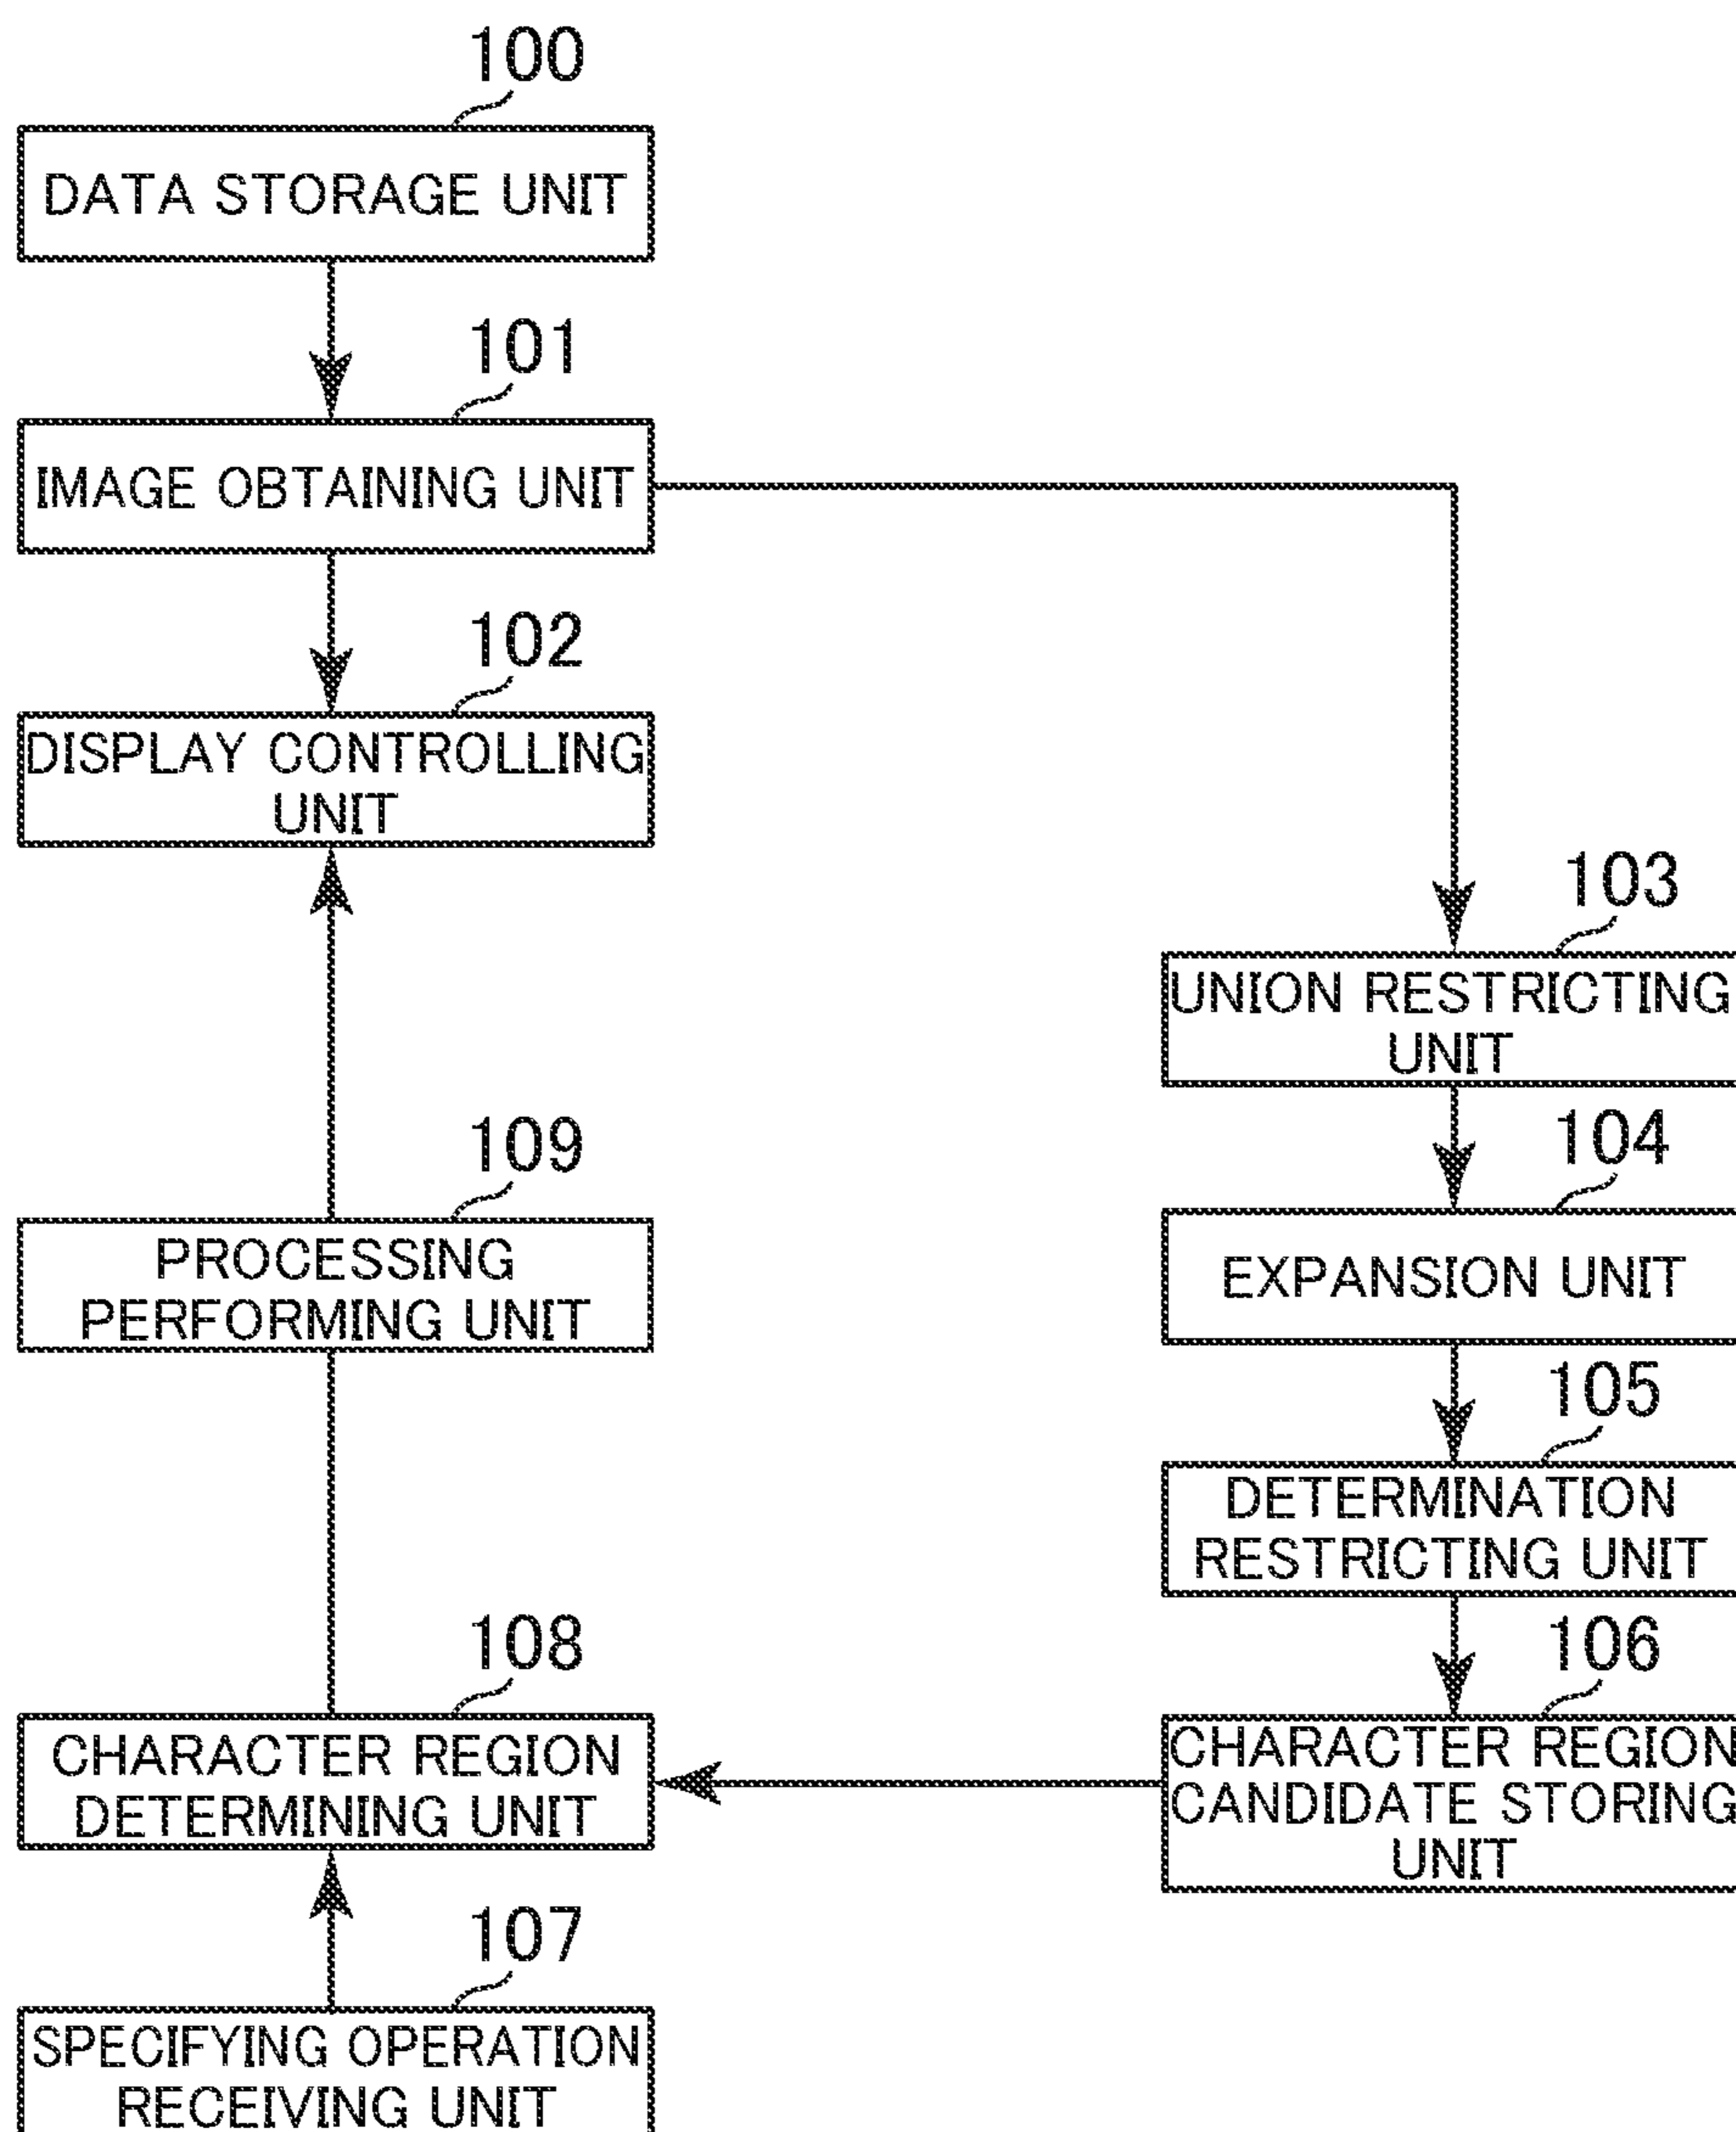 100
DATA STORAGE UNIT
101
IMAGE OBTAINING UNIT
102
DISPLAY CONTROLLING
UNIT
103
UNION RESTRICTING
UNIT
104
EXPANSION UNIT
109
PROCESSING
PERFORMING UNIT
105
DETERMINATION
RESTRICTING UNIT
106
CHARACTER REGION
CANDIDATE STORING
UNIT
108
CHARACTER REGION
DETERMINING UNIT
107
SPECIFYING OPERATION
RECEIVING UNIT